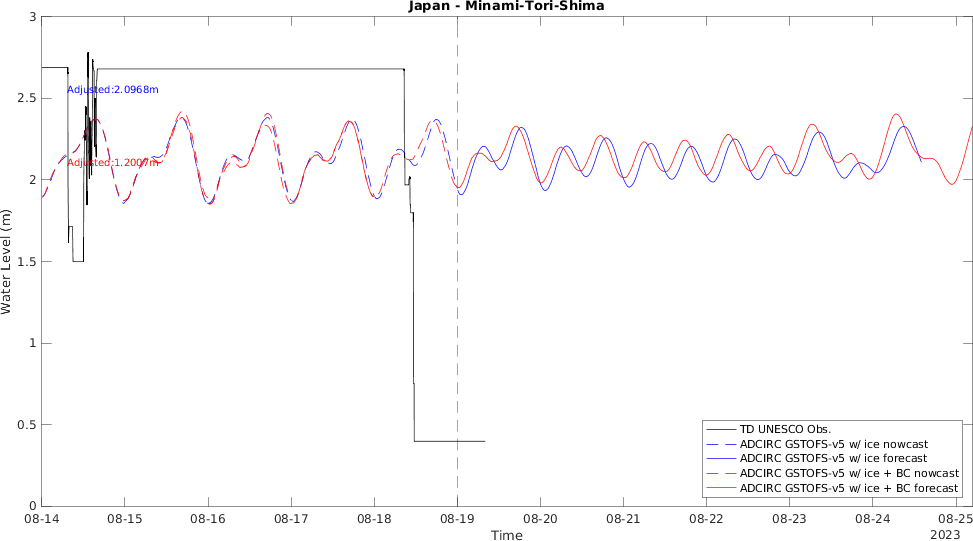 Japan - Minami-Tori-Shima
3
2.5
2
1.5
1
0.5
0
Water Level (m)
Adjusted:2.0968m
Adjusted:1.2007m
TD UNESCO Obs.
ADCIRC GSTOFS-v5 w/ ice nowcast
ADCIRC GSTOFS-v5 w/ ice forecast
ADCIRC GSTOFS-v5 w/ ice + BC nowcast
ADCIRC GSTOFS-v5 w/ ice + BC forecast
08-14 08-15 08-16 08-17 08-18 08-19 08-20 08-21 08-22 08-23 08-24 08-25
Time
2023